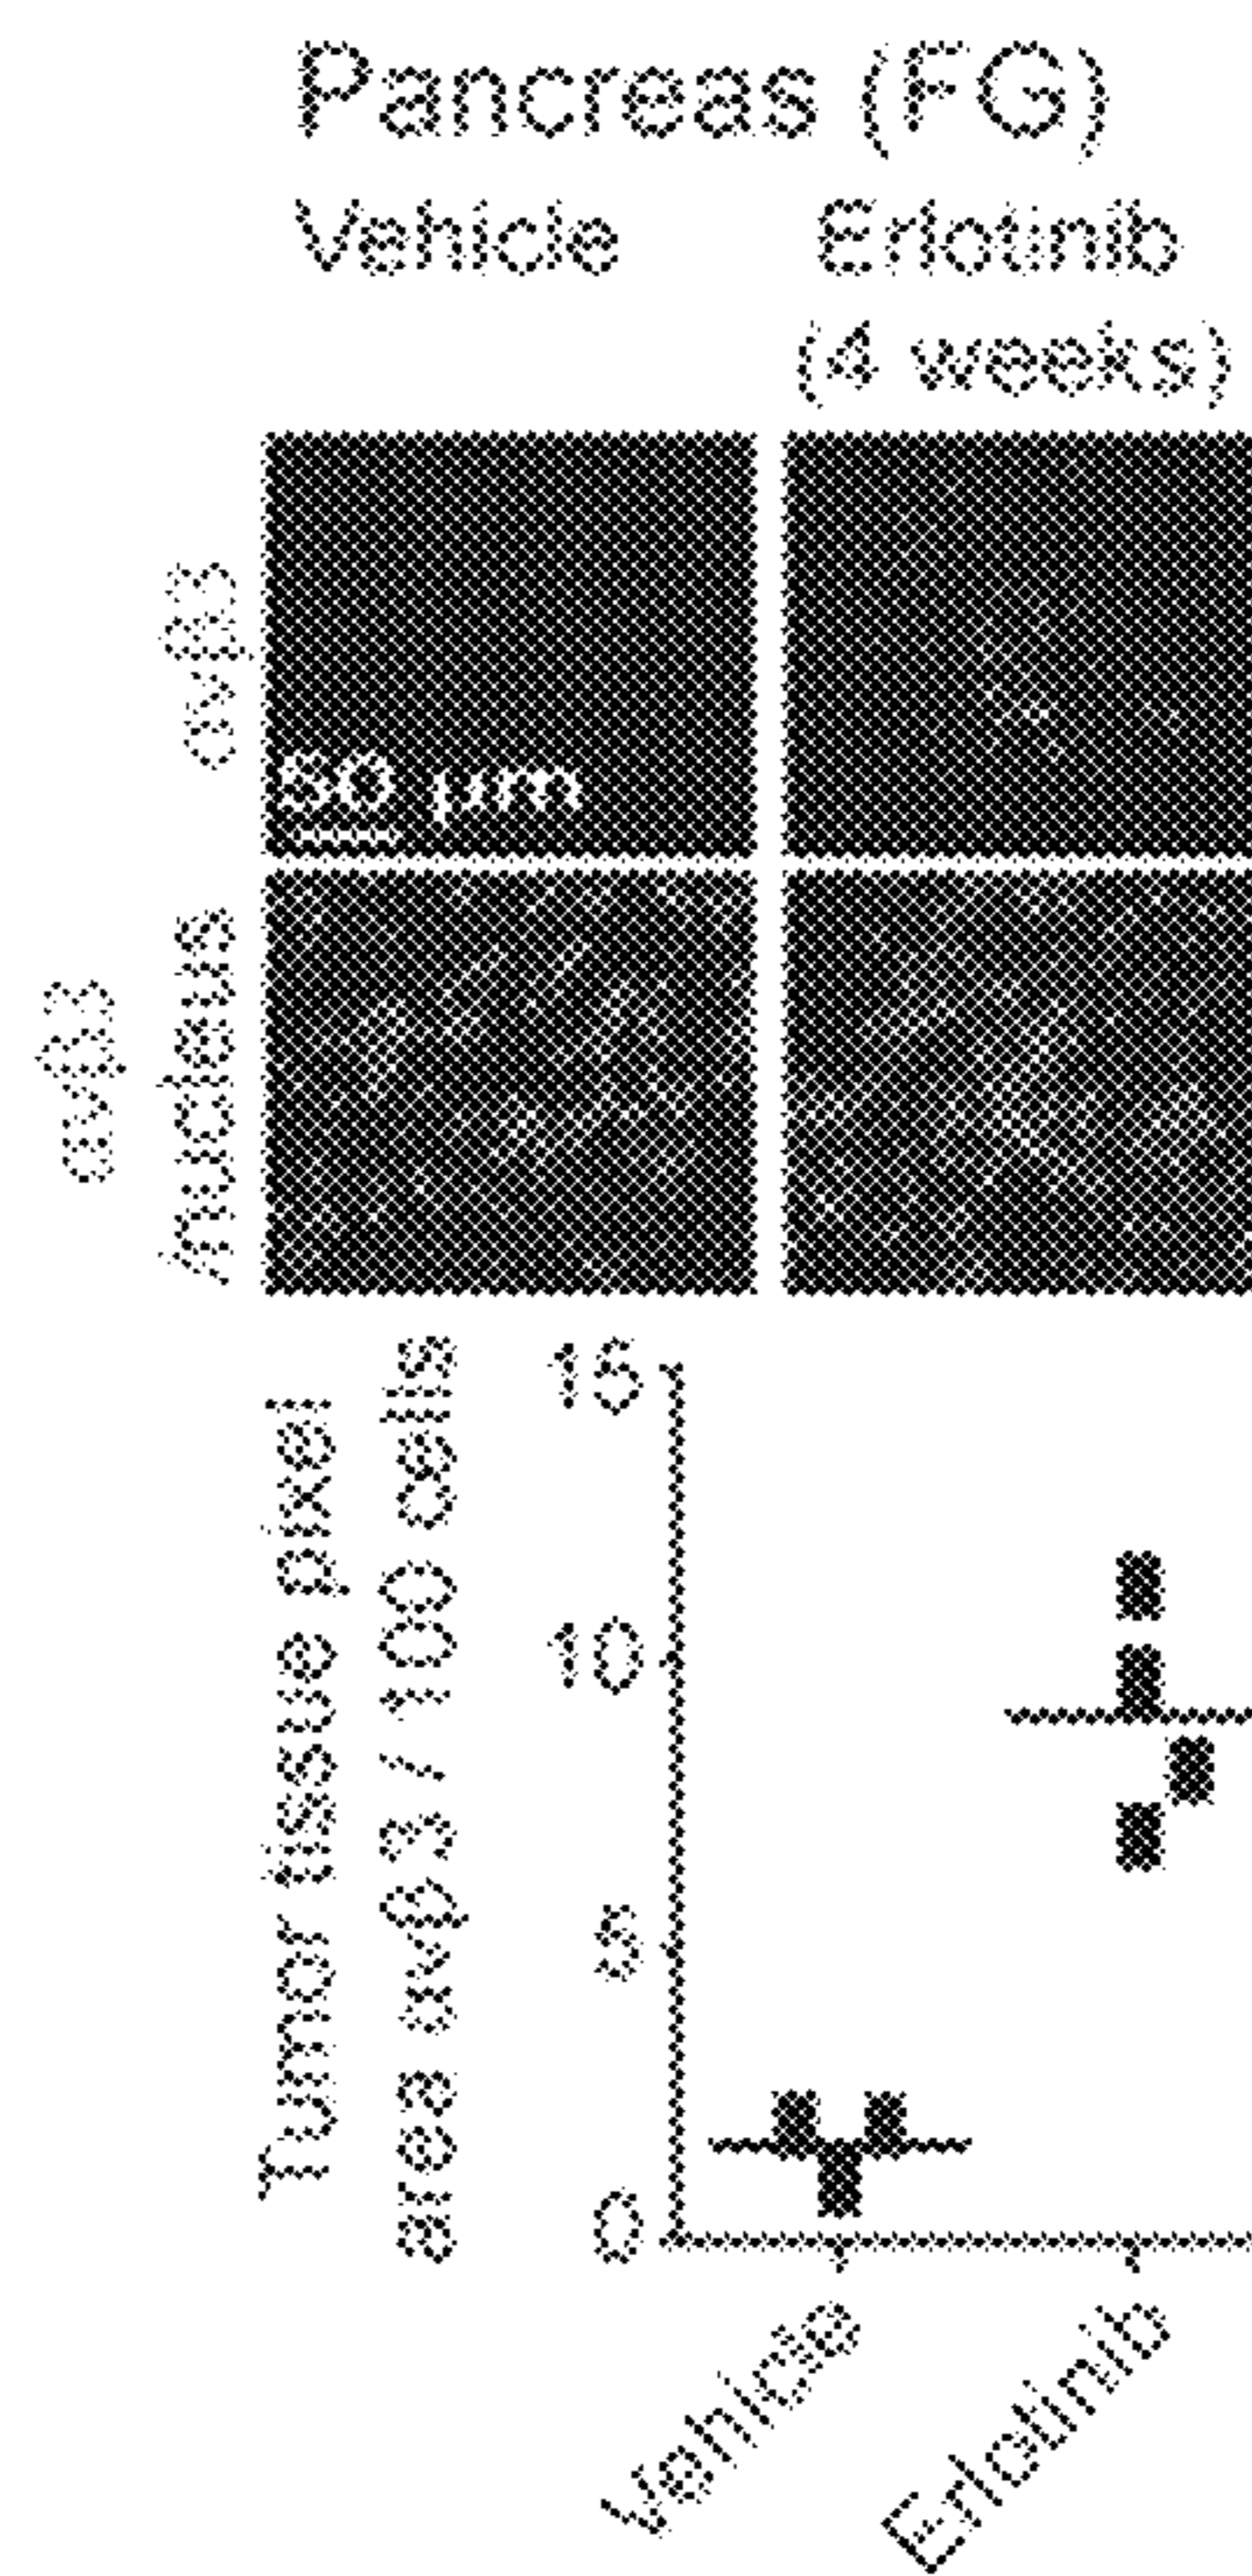 Pancreas (FG)
Vehicle Erlotinib
(4 weeks)
αvβ3
50 μm
αvβ3
/nucleus
Tumor tissue pixel
area αvβ3 / 100 cells
15
10
5
0
Vehicle
Erlotinib